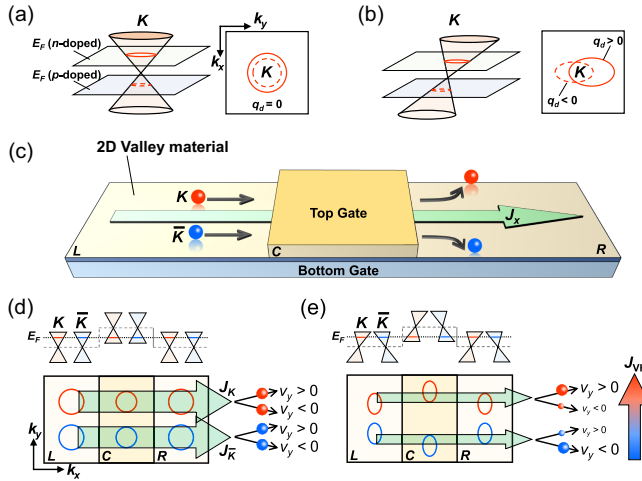 (a)
K
E_F (n-doped)
E_F (p-doped)
k_y
k_x
K
q_d = 0
(b)
K
q_d > 0
K
q_d < 0
(c)
2D Valley material
K
K̅
Top Gate
J_x
L
C
R
Bottom Gate
(d)
K K̅
E_F
J_K
v_y > 0
v_y < 0
v_y > 0
v_y < 0
J_K̅
k_y
k_x
L
C
R
(e)
K K̅
E_F
v_y > 0
v_y < 0
v_y > 0
v_y < 0
L
C
R